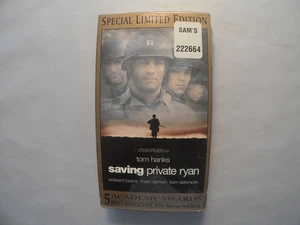 SPECIAL LIMITED EDITION
SAM'S
222664
tom hanks
saving private ryan
edward burns matt damon tom sizemore
5 ACADEMY AWARDS